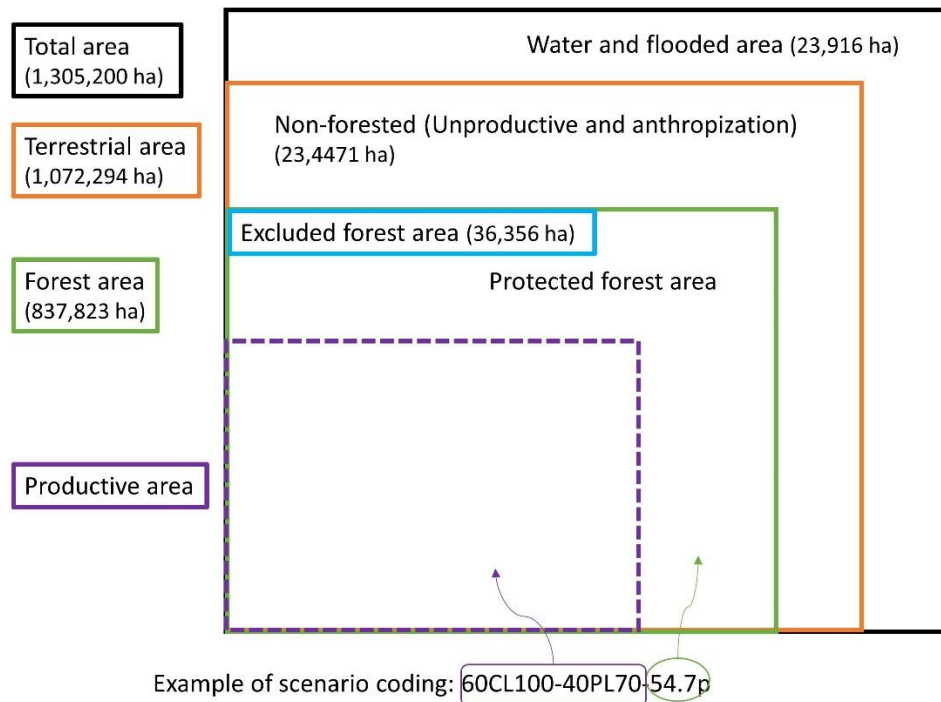 Total area
(1,305,200 ha)
Water and flooded area (23,916 ha)
Terrestrial area
(1,072,294 ha)
Non-forested (Unproductive and anthropization)
(23,4471 ha)
Excluded forest area (36,356 ha)
Forest area
(837,823 ha)
Protected forest area
Productive area
Example of scenario coding: 60CL100-40PL70-54.7p